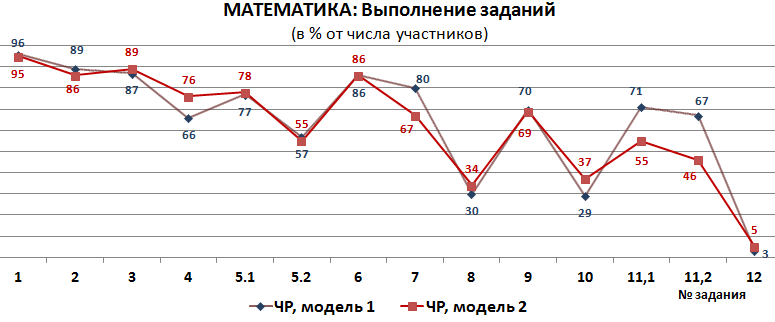 МАТЕМАТИКА: Выполнение заданий
(в % от числа участников)
96 89 89 76 78 55 86 80 34 70 37 71 67 5
95 86 87 66 77 57 86 67 30 69 29 55 46 3
1 2 3 4 5.1 5.2 6 7 8 9 10 11,1 11,2 12
№ задания
ЧР, модель 1 ЧР, модель 2